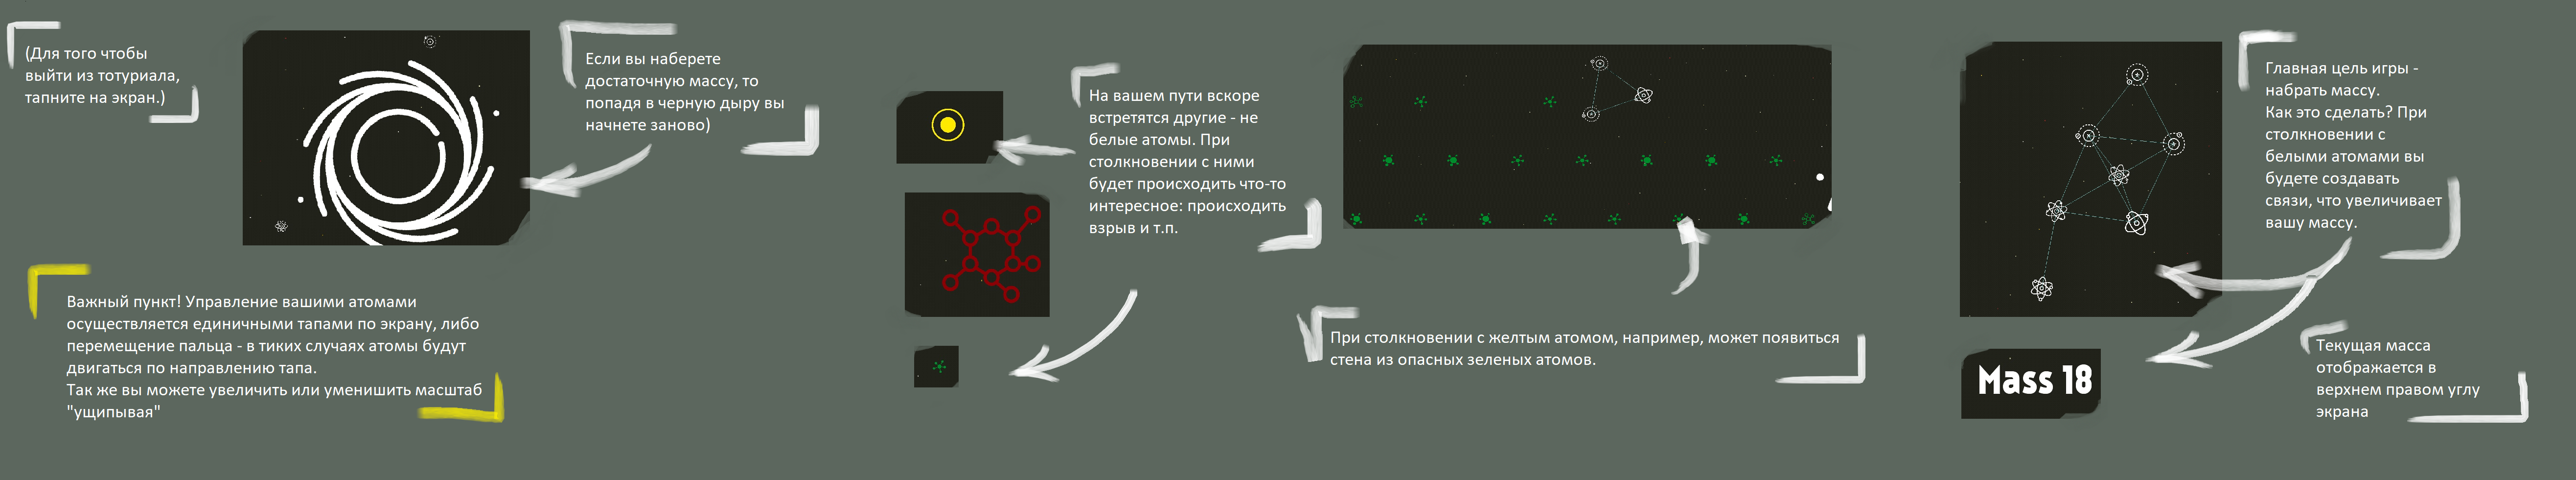 (Для того чтобы
выйти из тоториала,
тапните на экран.)
Если вы наберете
достаточную массу, то
попадя в черную дыру вы
начнете заново)
Важный пункт! Управление вашими атомами
осуществляется единичными тапами по экрану, либо
перемещение пальца - в тиких случаях атомы будут
двигаться по направлению тапа.
Так же вы можете увеличить или уменишить масштаб
"ущипывая"
На вашем пути вскоре
встретятся другие - не
белые атомы. При
столкновении с ними
будет происходить что-то
интересное: происходить
взрыв и т.п.
При столкновении с желтым атомом, например, может появиться
стена из опасных зеленых атомов.
Главная цель игры -
набрать массу.
Как это сделать? При
столкновении с
белыми атомами вы
будете создавать
связи, что увеличивает
вашу массу.
Mass 18
Текущая масса
отображается в
верхнем правом углу
экрана